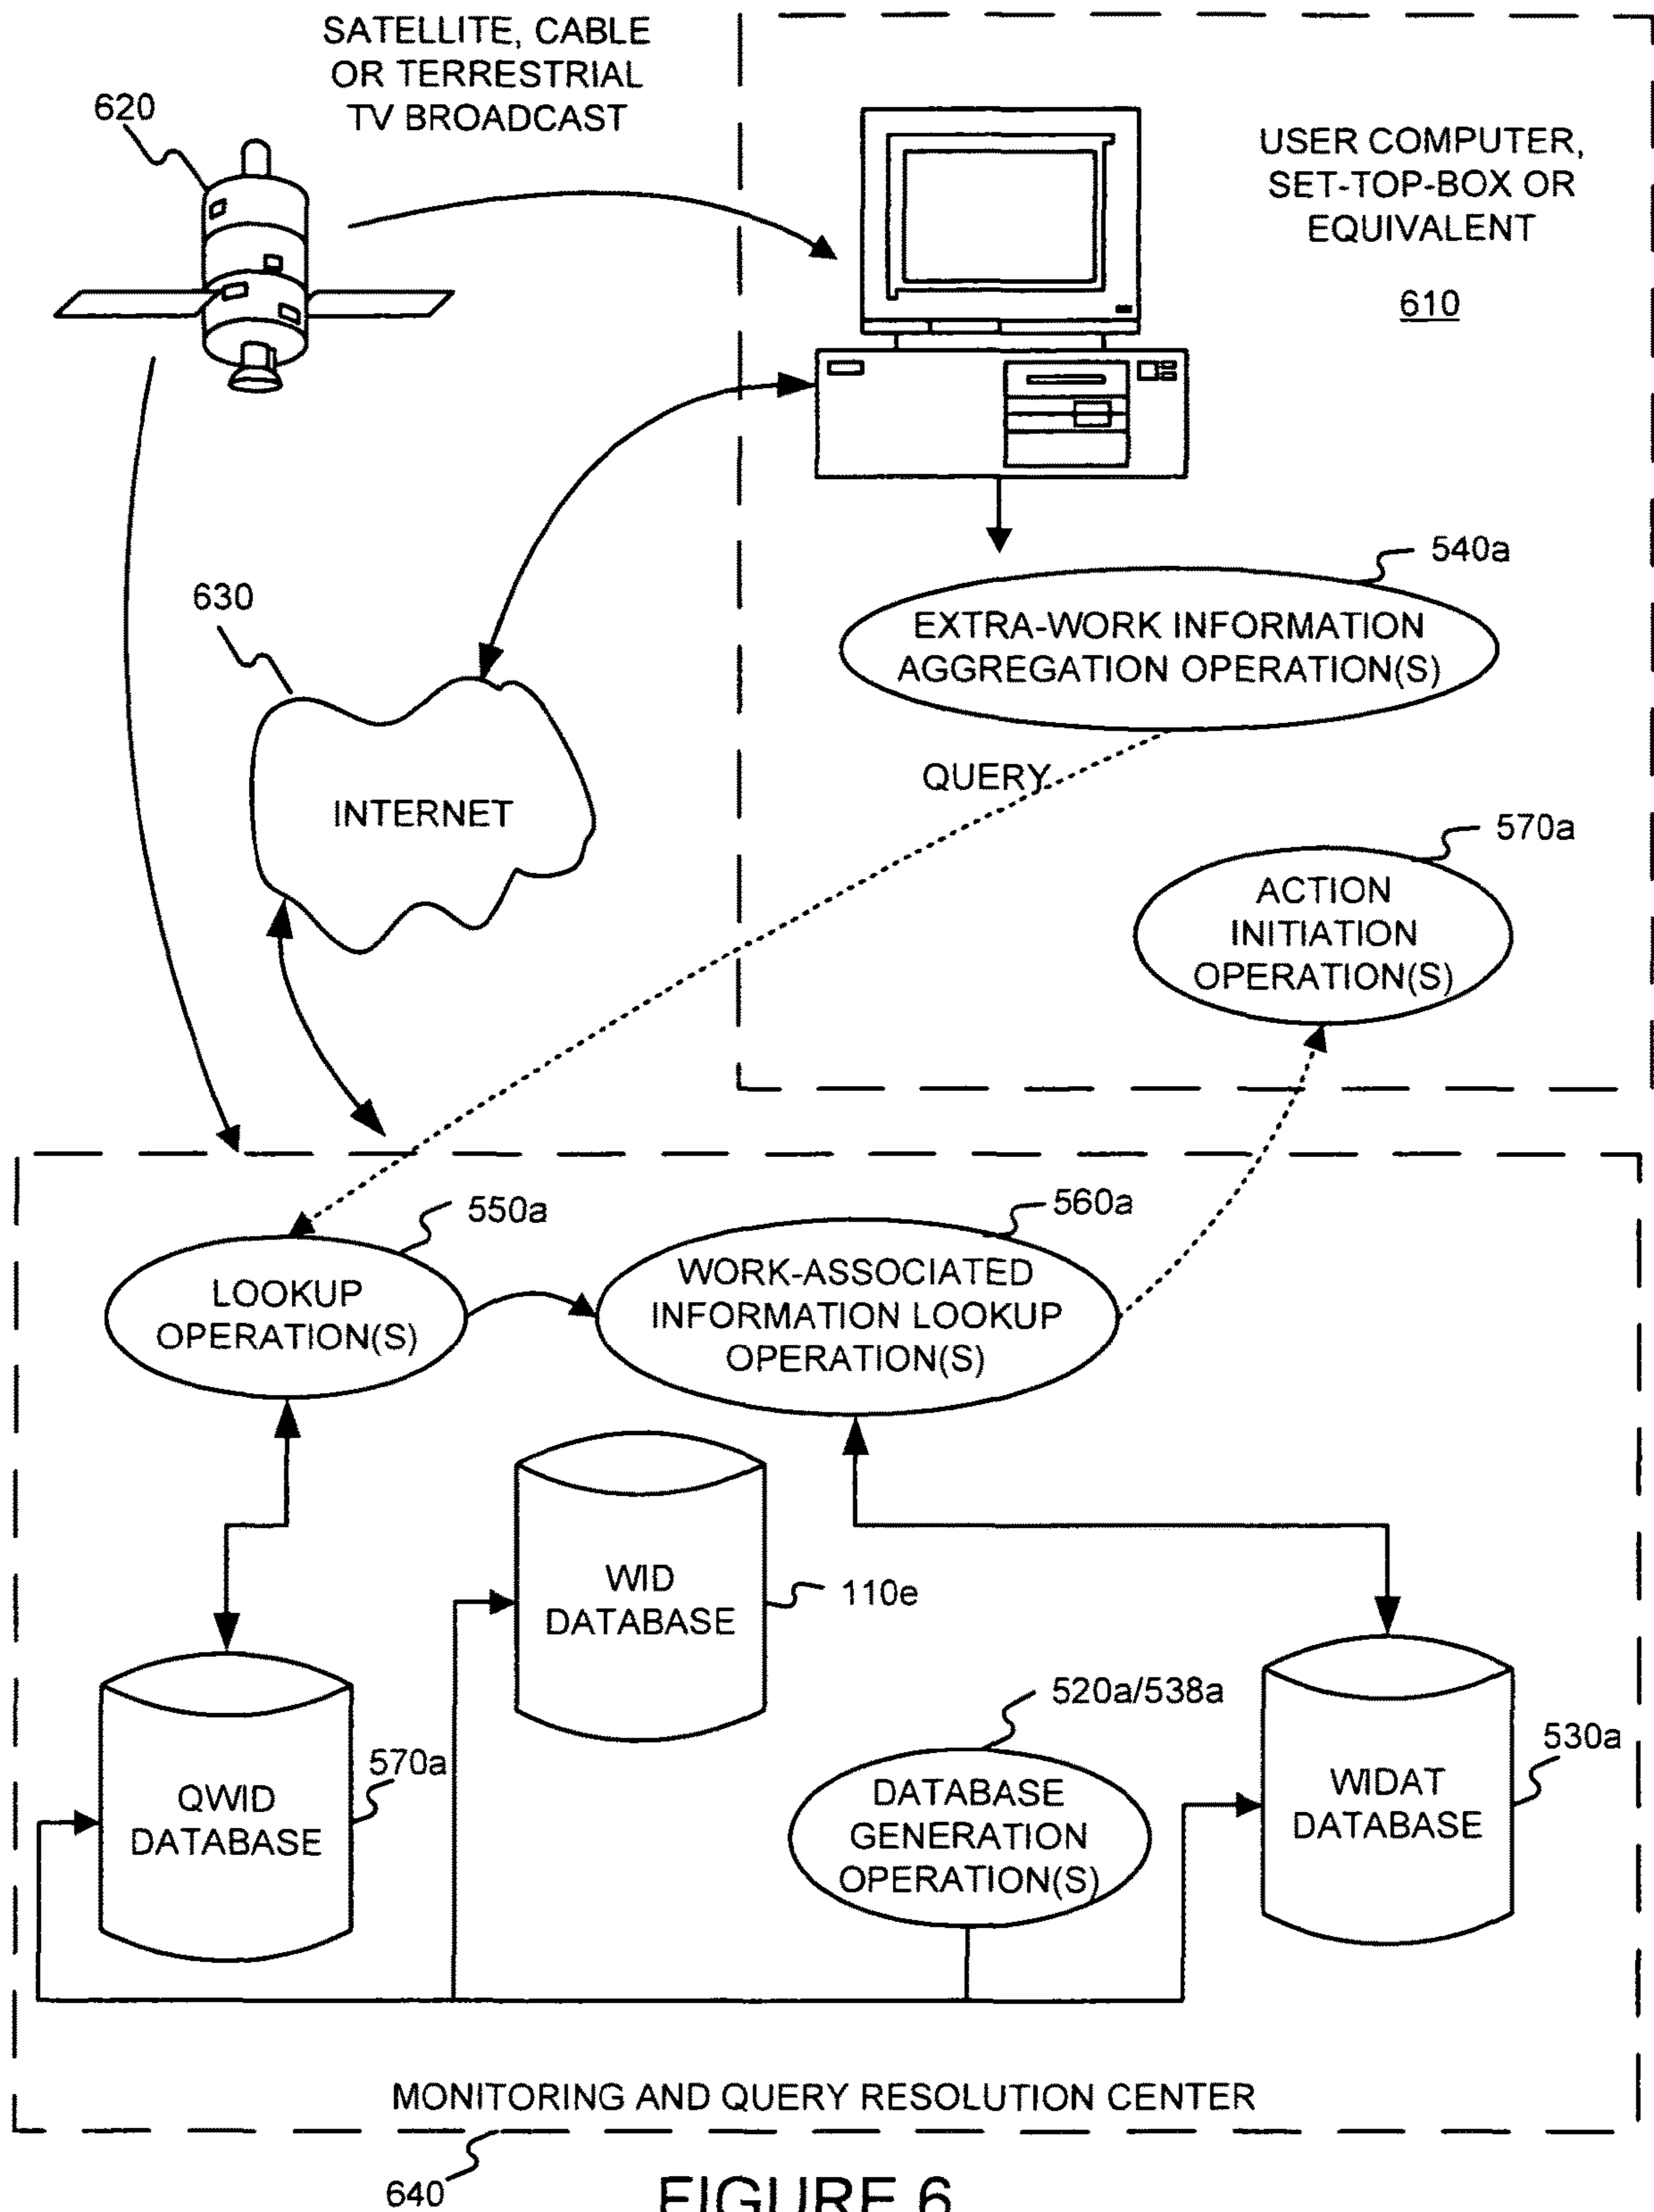 SATELLITE, CABLE
OR TERRESTRIAL
TV BROADCAST
620
USER COMPUTER,
SET-TOP-BOX OR
EQUIVALENT
610
540a
EXTRA-WORK INFORMATION
AGGREGATION OPERATION(S)
630
INTERNET
QUERY
570a
ACTION
INITIATION
OPERATION(S)
550a
LOOKUP
OPERATION(S)
560a
WORK-ASSOCIATED
INFORMATION LOOKUP
OPERATION(S)
WID
DATABASE
110e
QWID
DATABASE
570a
520a/538a
DATABASE
GENERATION
OPERATION(S)
WIDAT
DATABASE
530a
MONITORING AND QUERY RESOLUTION CENTER
640
FIGURE 6